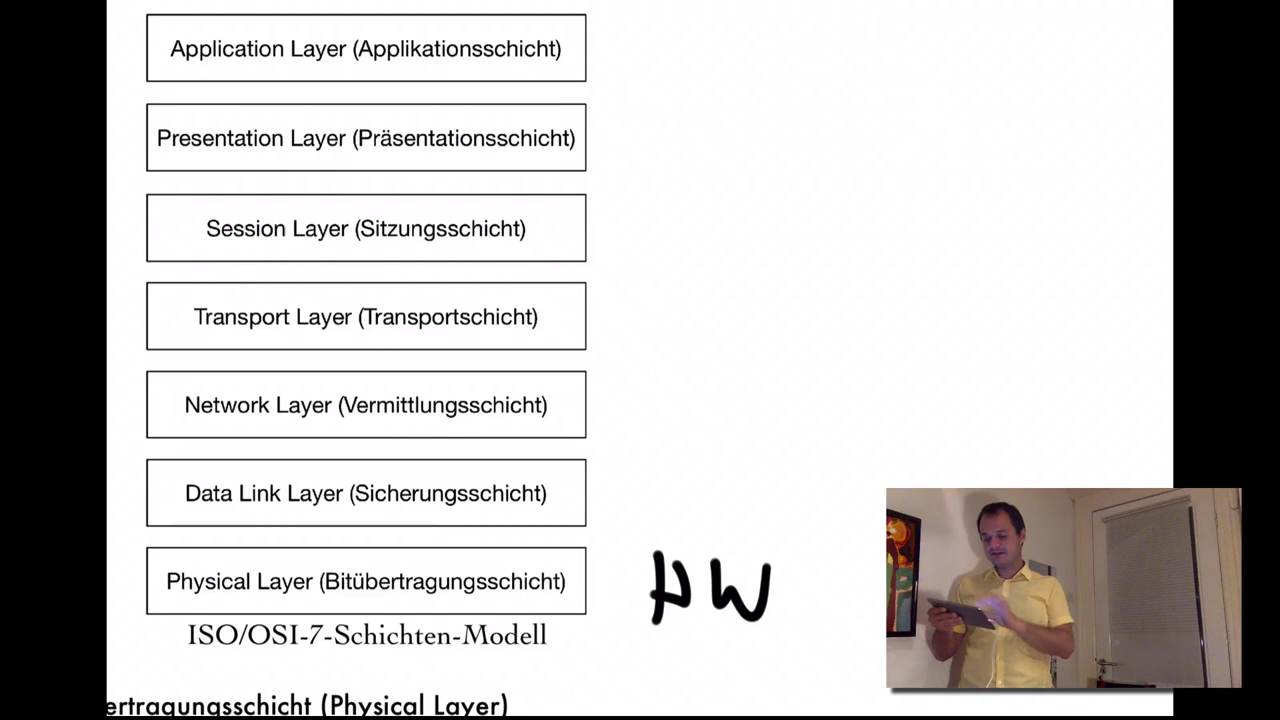 Application Layer (Applikationsschicht)
Presentation Layer (Präsentationsschicht)
Session Layer (Sitzungsschicht)
Transport Layer (Transportschicht)
Network Layer (Vermittlungsschicht)
Data Link Layer (Sicherungsschicht)
Physical Layer (Bitübertragungsschicht)
HW
ISO/OSI-7-Schichten-Modell
ertragungsschicht (Physical Layer)